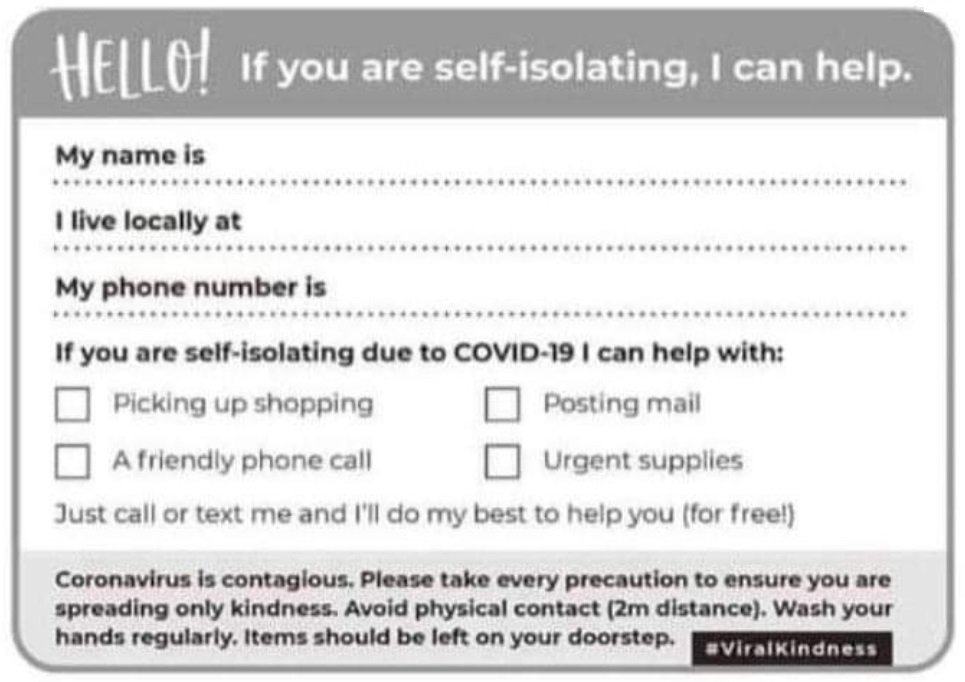 HELLO! If you are self-isolating, I can help.
My name is
I live locally at
My phone number is
If you are self-isolating due to COVID-19 I can help with:
Picking up shopping Posting mail
A friendly phone call Urgent supplies
Just call or text me and I'll do my best to help you (for free!)
Coronavirus is contagious. Please take every precaution to ensure you are
spreading only kindness. Avoid physical contact (2m distance). Wash your
hands regularly. Items should be left on your doorstep. #ViralKindness